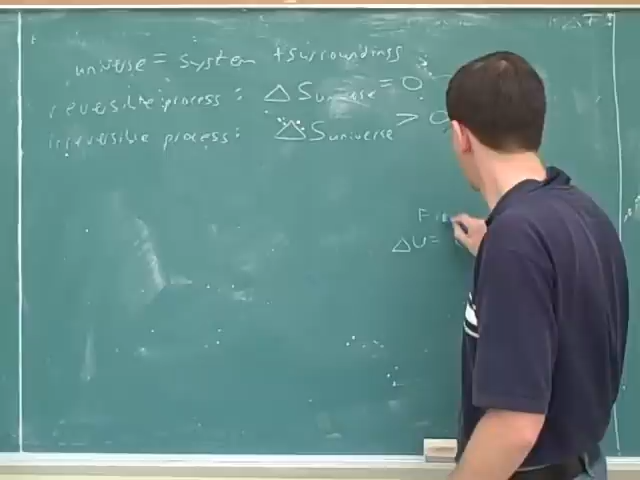 universe = system + surroundings
reversible process: ΔSuniverse = 0
irreversible process: ΔSuniverse > 0
ΔU=